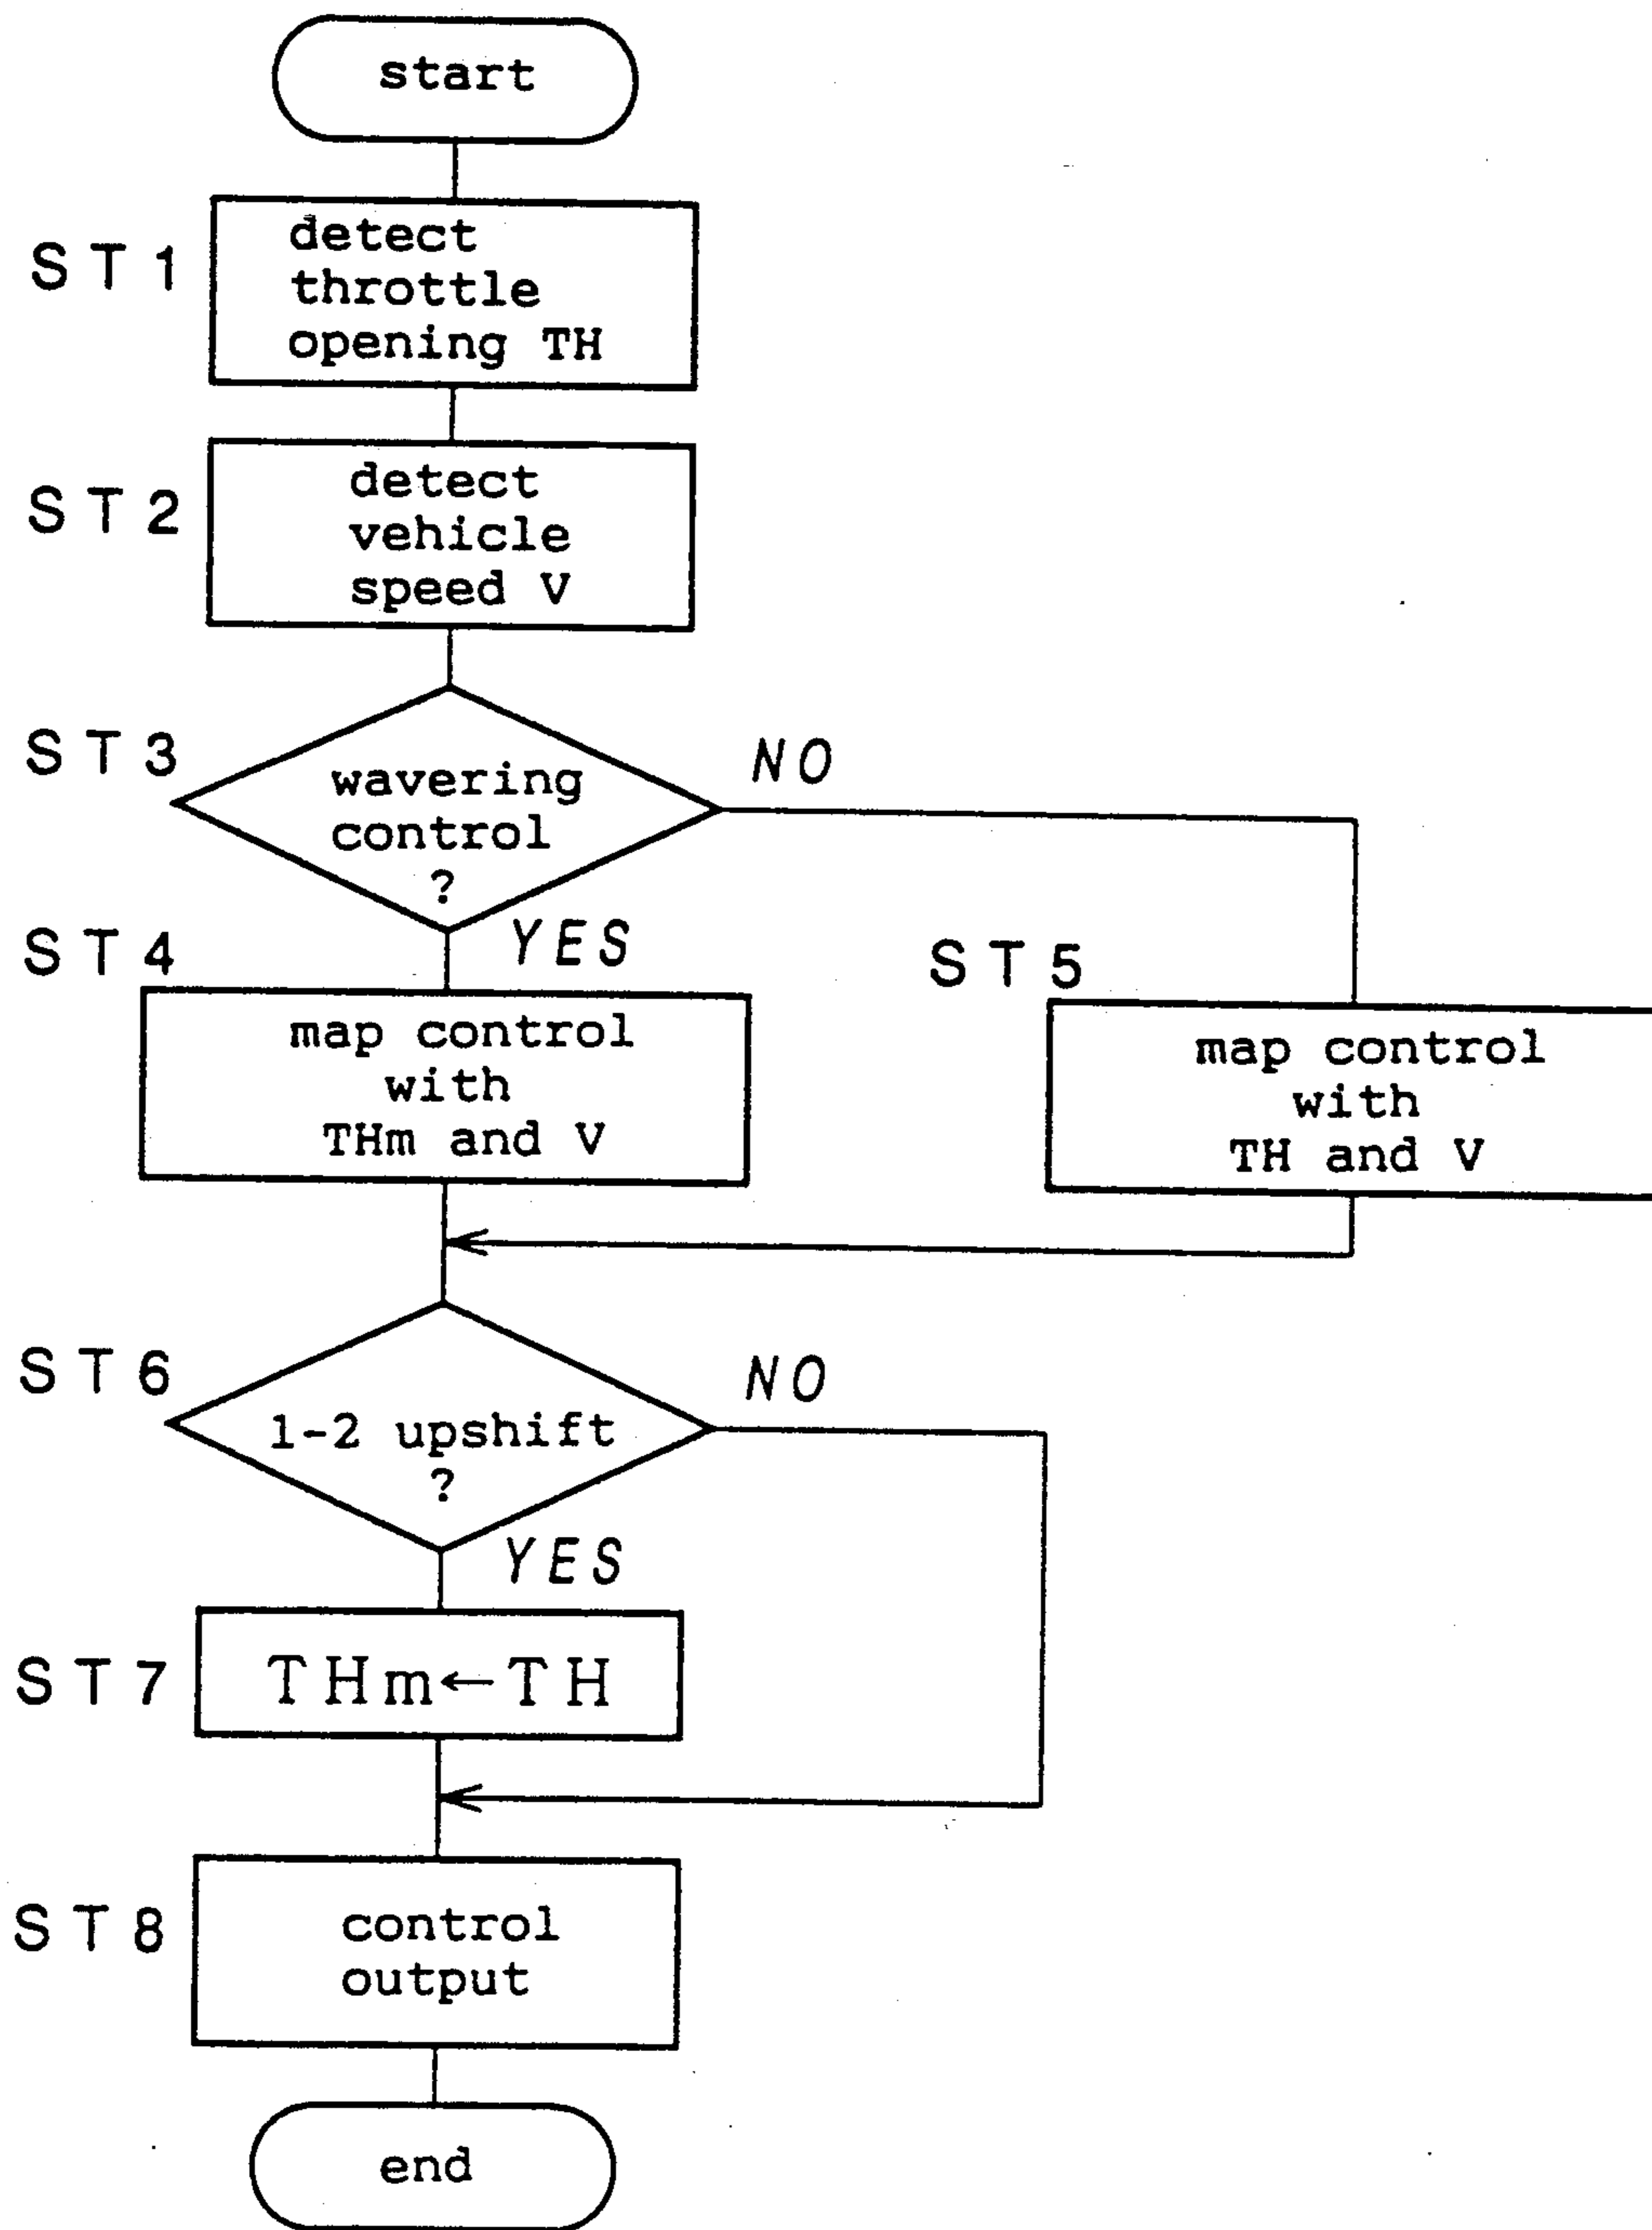 start
ST1
detect
throttle
opening TH
ST2
detect
vehicle
speed V
ST3
wavering
control
?
NO
YES
ST4
map control
with
THm and V
ST5
map control
with
TH and V
ST6
1-2 upshift
?
NO
YES
ST7
THm←TH
ST8
control
output
end